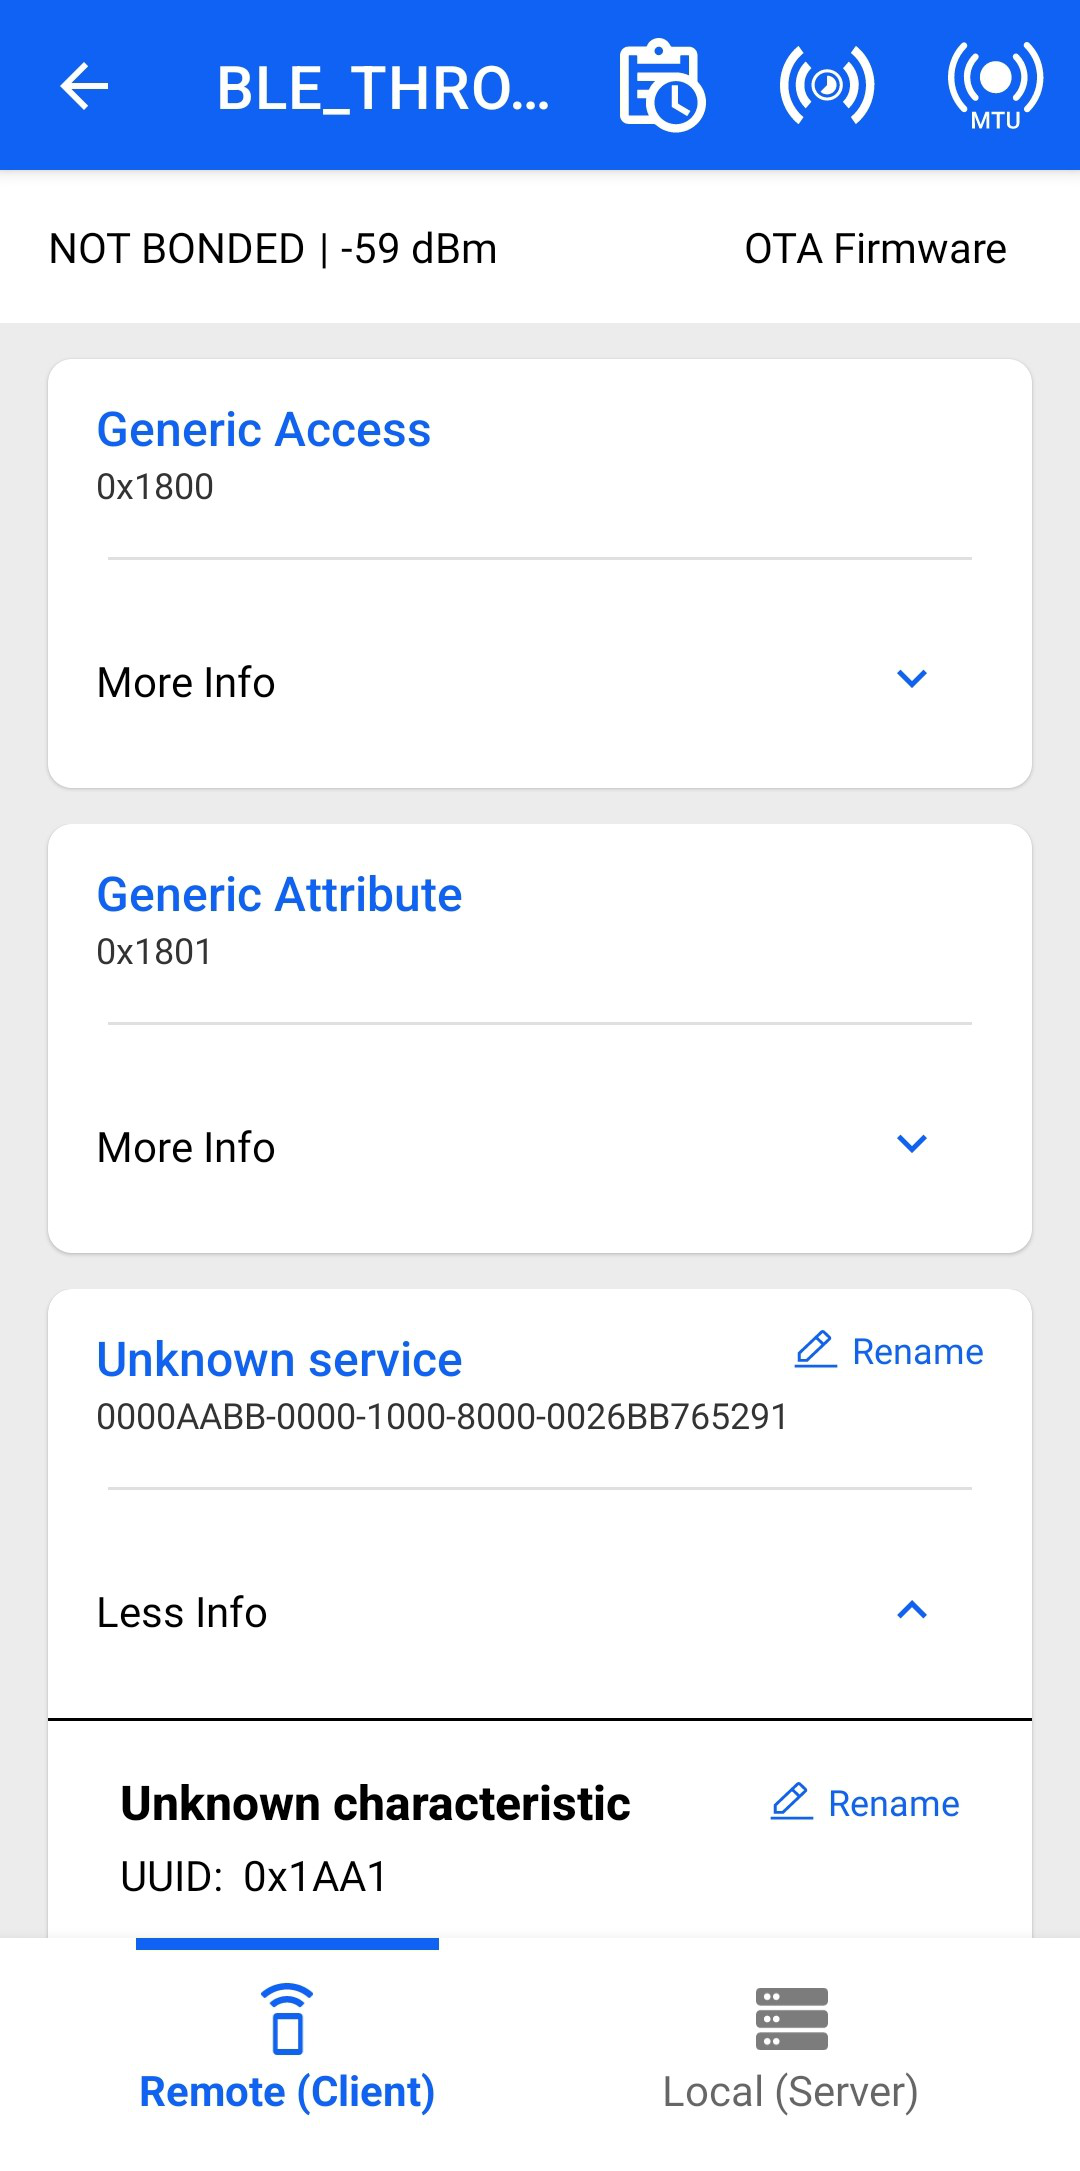 BLE_THRO...
MTU
NOT BONDED | -59 dBm
OTA Firmware
Generic Access
0x1800
More Info
Generic Attribute
0x1801
More Info
Unknown service
Rename
0000AABB-0000-1000-8000-0026BB765291
Less Info
Unknown characteristic
Rename
UUID: 0x1AA1
Remote (Client)
Local (Server)